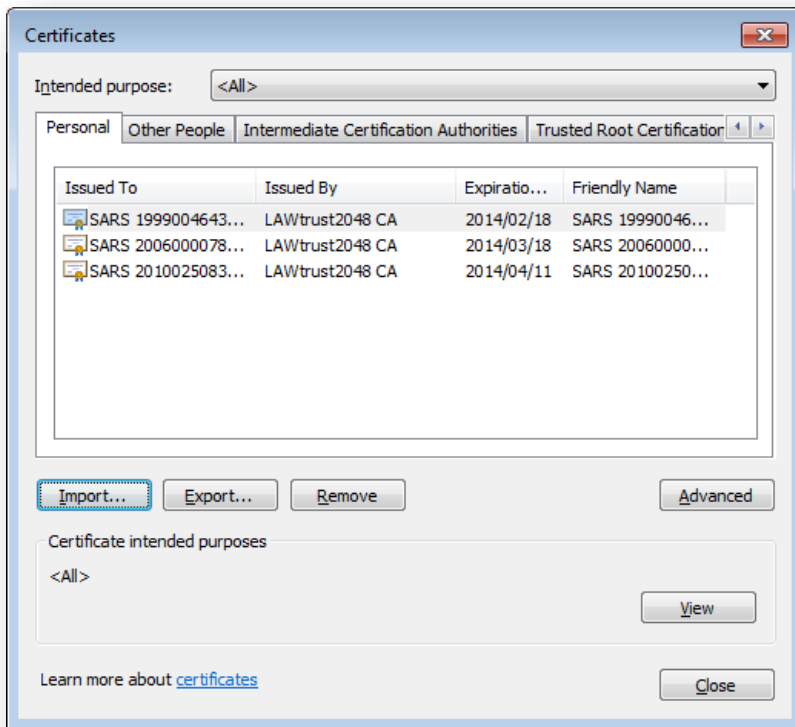 Certificates
Intended purpose: <All>
Personal Other People Intermediate Certification Authorities Trusted Root Certification
Issued To Issued By Expiratio... Friendly Name
SARS 1999004643... LAWtrust2048 CA 2014/02/18 SARS 19990046...
SARS 2006000078... LAWtrust2048 CA 2014/03/18 SARS 20060000...
SARS 2010025083... LAWtrust2048 CA 2014/04/11 SARS 20100250...
Import... Export... Remove Advanced
Certificate intended purposes
<All>
View
Learn more about certificates
Close